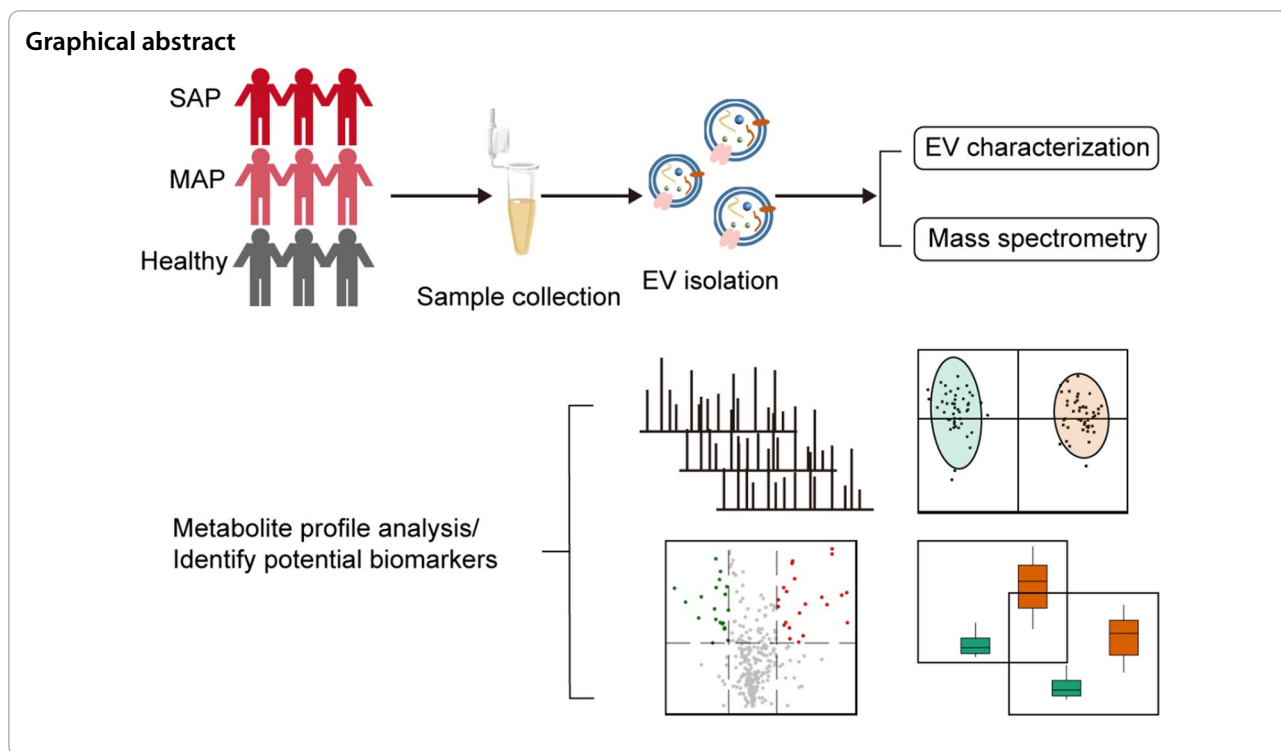 Graphical abstract
SAP
MAP
Healthy
Sample collection
EV isolation
EV characterization
Mass spectrometry
Metabolite profile analysis/
Identify potential biomarkers